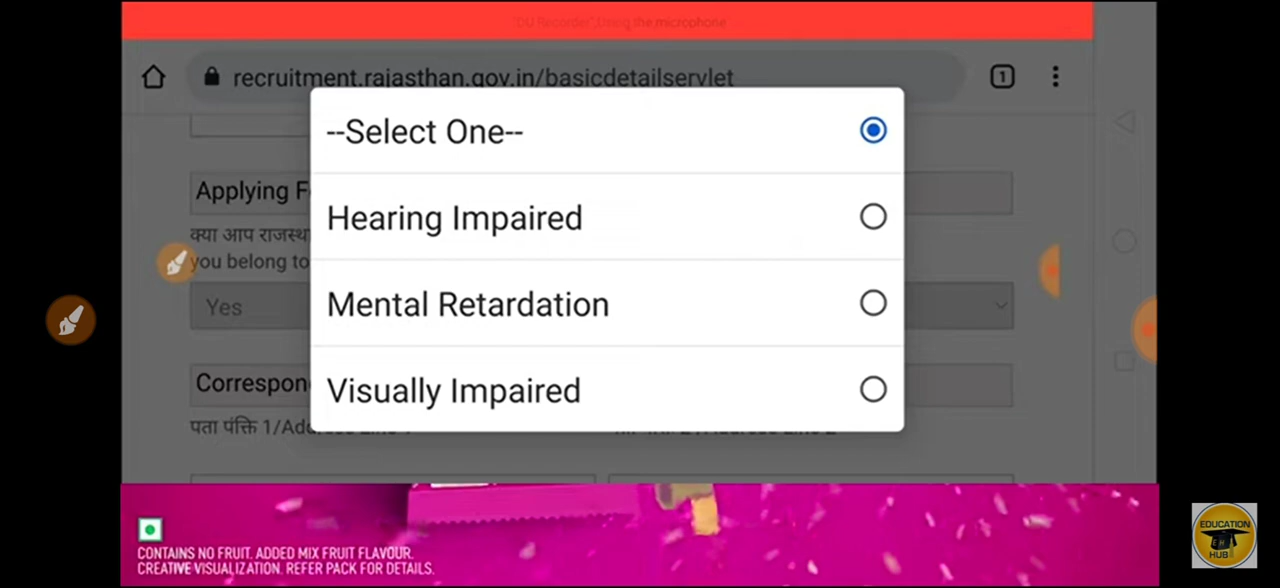 "DU Recorder",Using the microphone
recruitment.rajasthan.gov.in/basicdetailservlet
1
--Select One--
Applying F
Hearing Impaired
क्या आप राजस्था
you belong to
Mental Retardation
Yes
Visually Impaired
Correspon
पता पंक्ति 1/Add
CONTAINS NO FRUIT. ADDED MIX FRUIT FLAVOUR.
CREATIVE VISUALIZATION. REFER PACK FOR DETAILS.
EDUCATION
HUB